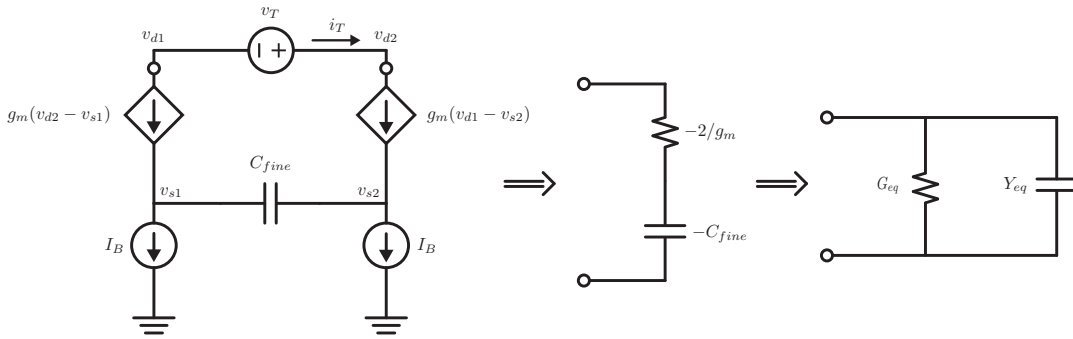 v_T
v_{d1}
i_T
v_{d2}
g_m(v_{d2} − v_{s1})
g_m(v_{d1} − v_{s2})
C_{fine}
v_{s1}
v_{s2}
I_B
I_B
−2/g_m
−C_{fine}
G_{eq}
Y_{eq}